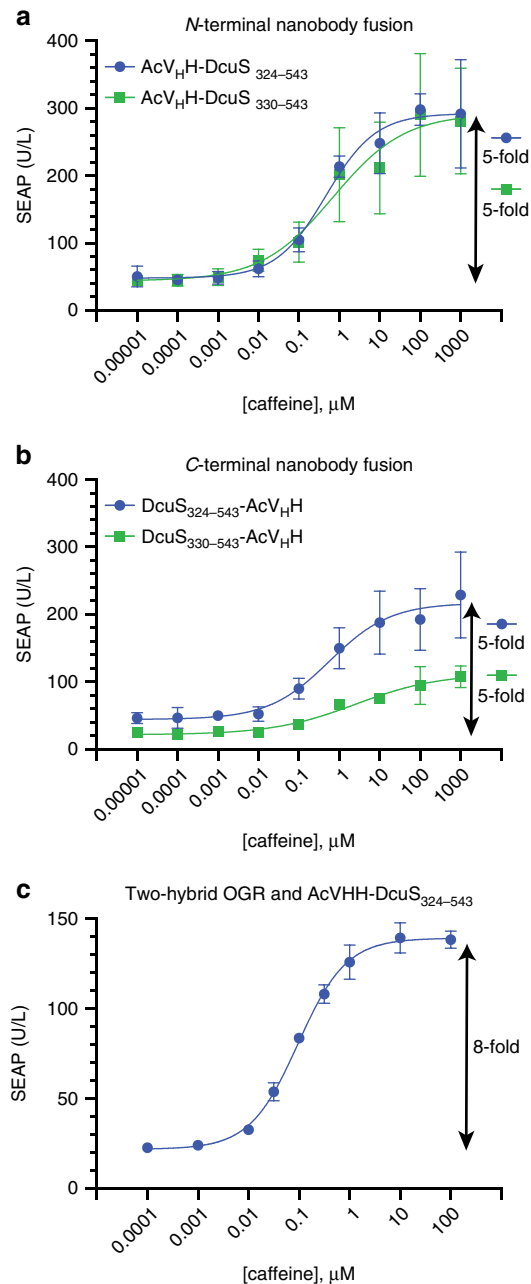 a
N-terminal nanobody fusion
400
300
200
100
0
SEAP (U/L)
AcVHH-DcuS 324–543
AcVHH-DcuS 330–543
5-fold
5-fold
0.00001
0.0001
0.001
0.01
0.1
1
10
100
1000
[caffeine], μM
b
C-terminal nanobody fusion
400
300
200
100
0
SEAP (U/L)
DcuS324–543-AcVHH
DcuS330–543-AcVHH
5-fold
5-fold
0.00001
0.0001
0.001
0.01
0.1
1
10
100
1000
[caffeine], μM
c
Two-hybrid OGR and AcVHH-DcuS324–543
150
100
50
0
SEAP (U/L)
8-fold
0.0001
0.001
0.01
0.1
1
10
100
[caffeine], μM